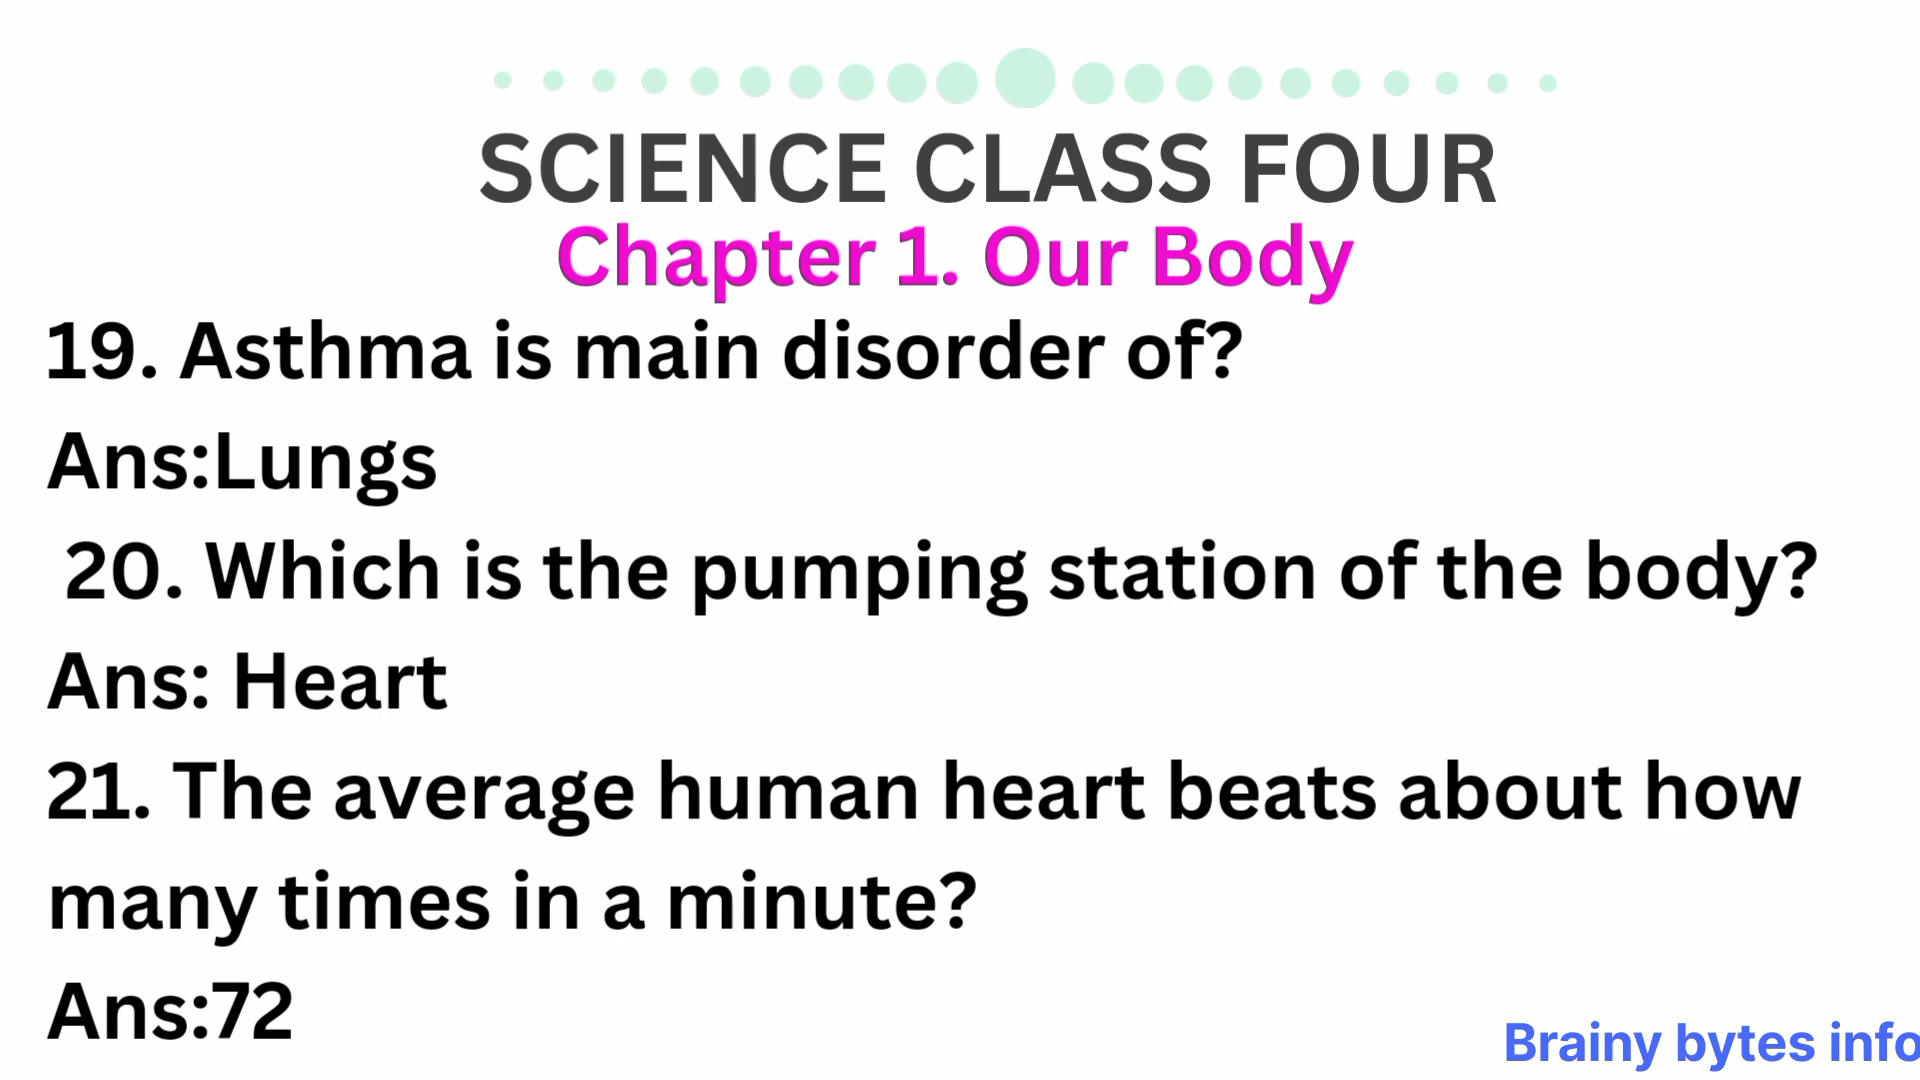 SCIENCE CLASS FOUR
Chapter 1. Our Body
19. Asthma is main disorder of?
Ans:Lungs
20. Which is the pumping station of the body?
Ans: Heart
21. The average human heart beats about how
many times in a minute?
Ans:72
Brainy bytes info